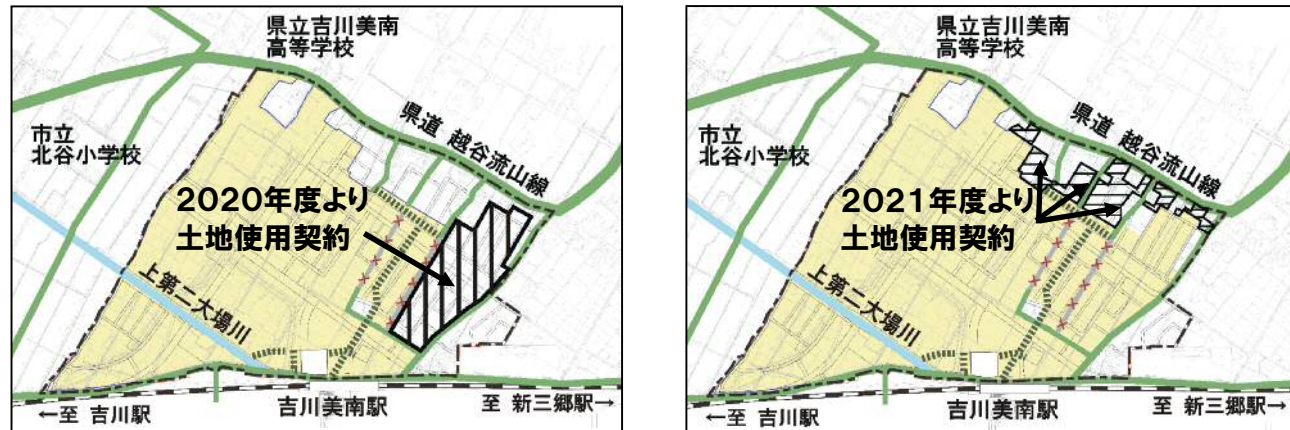 県立吉川美南
高等学校
県道 越谷流山線
市立
北谷小学校
2020年度より
土地使用契約
上第二大場川
←至 吉川駅
吉川美南駅
至 新三郷駅→
県立吉川美南
高等学校
県道 越谷流山線
市立
北谷小学校
2021年度より
土地使用契約
上第二大場川
←至 吉川駅
吉川美南駅
至 新三郷駅→